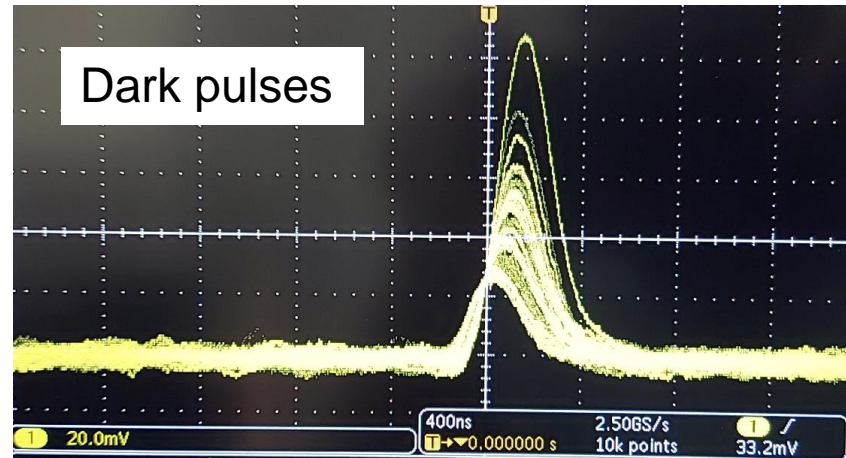 T
Dark pulses
1 20.0mV
400ns 2.50GS/s 1 ∫
T→▼0.000000 s 10k points 33.2mV